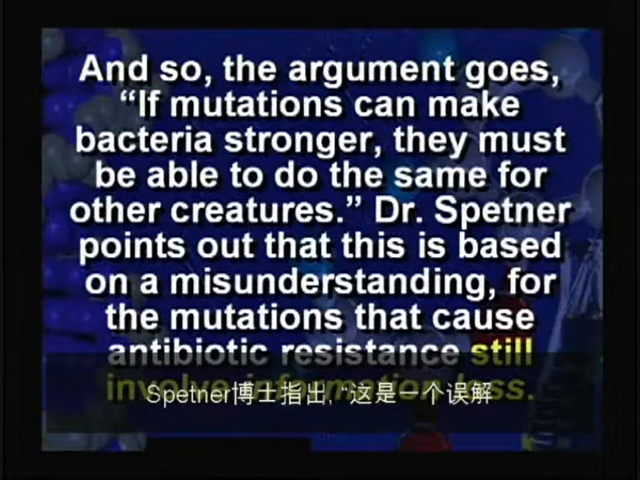 And so, the argument goes,
“If mutations can make
bacteria stronger, they must
be able to do the same for
other creatures.” Dr. Spetner
points out that this is based
on a misunderstanding, for
the mutations that cause
antibiotic resistance still
involve information loss.
Spetner博士指出, “这是一个误解